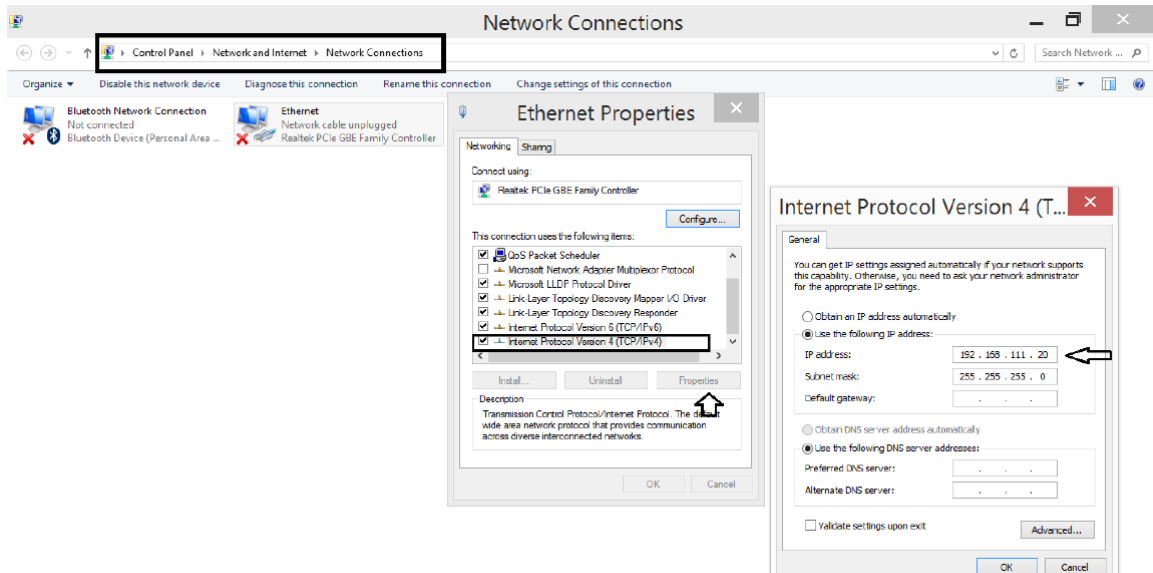 Network Connections
Control Panel › Network and Internet › Network Connections
Search Network ...
Organize
Disable this network device
Diagnose this connection
Rename this connection
Change settings of this connection
Bluetooth Network Connection
Not connected
Bluetooth Device (Personal Area ...
Ethernet
Network cable unplugged
Realtek PCIe GBE Family Controller
Ethernet Properties
Networking
Sharing
Connect using:
Realtek PCIe GBE Family Controller
Configure...
This connection uses the following items:
QoS Packet Scheduler
Microsoft Network Adapter Multiplexor Protocol
Microsoft LLDP Protocol Driver
Link-Layer Topology Discovery Mapper I/O Driver
Link-Layer Topology Discovery Responder
Internet Protocol Version 6 (TCP/IPv6)
Internet Protocol Version 4 (TCP/IPv4)
Install...
Uninstall
Properties
Description
Transmission Control Protocol/Internet Protocol. The default
wide area network protocol that provides communication
across diverse interconnected networks.
OK
Cancel
Internet Protocol Version 4 (T...
General
You can get IP settings assigned automatically if your network supports
this capability. Otherwise, you need to ask your network administrator
for the appropriate IP settings.
Obtain an IP address automatically
Use the following IP address:
IP address: 192 . 168 . 111 . 20
Subnet mask: 255 . 255 . 255 . 0
Default gateway: . . .
Obtain DNS server address automatically
Use the following DNS server addresses:
Preferred DNS server: . . .
Alternate DNS server: . . .
Validate settings upon exit
Advanced...
OK
Cancel